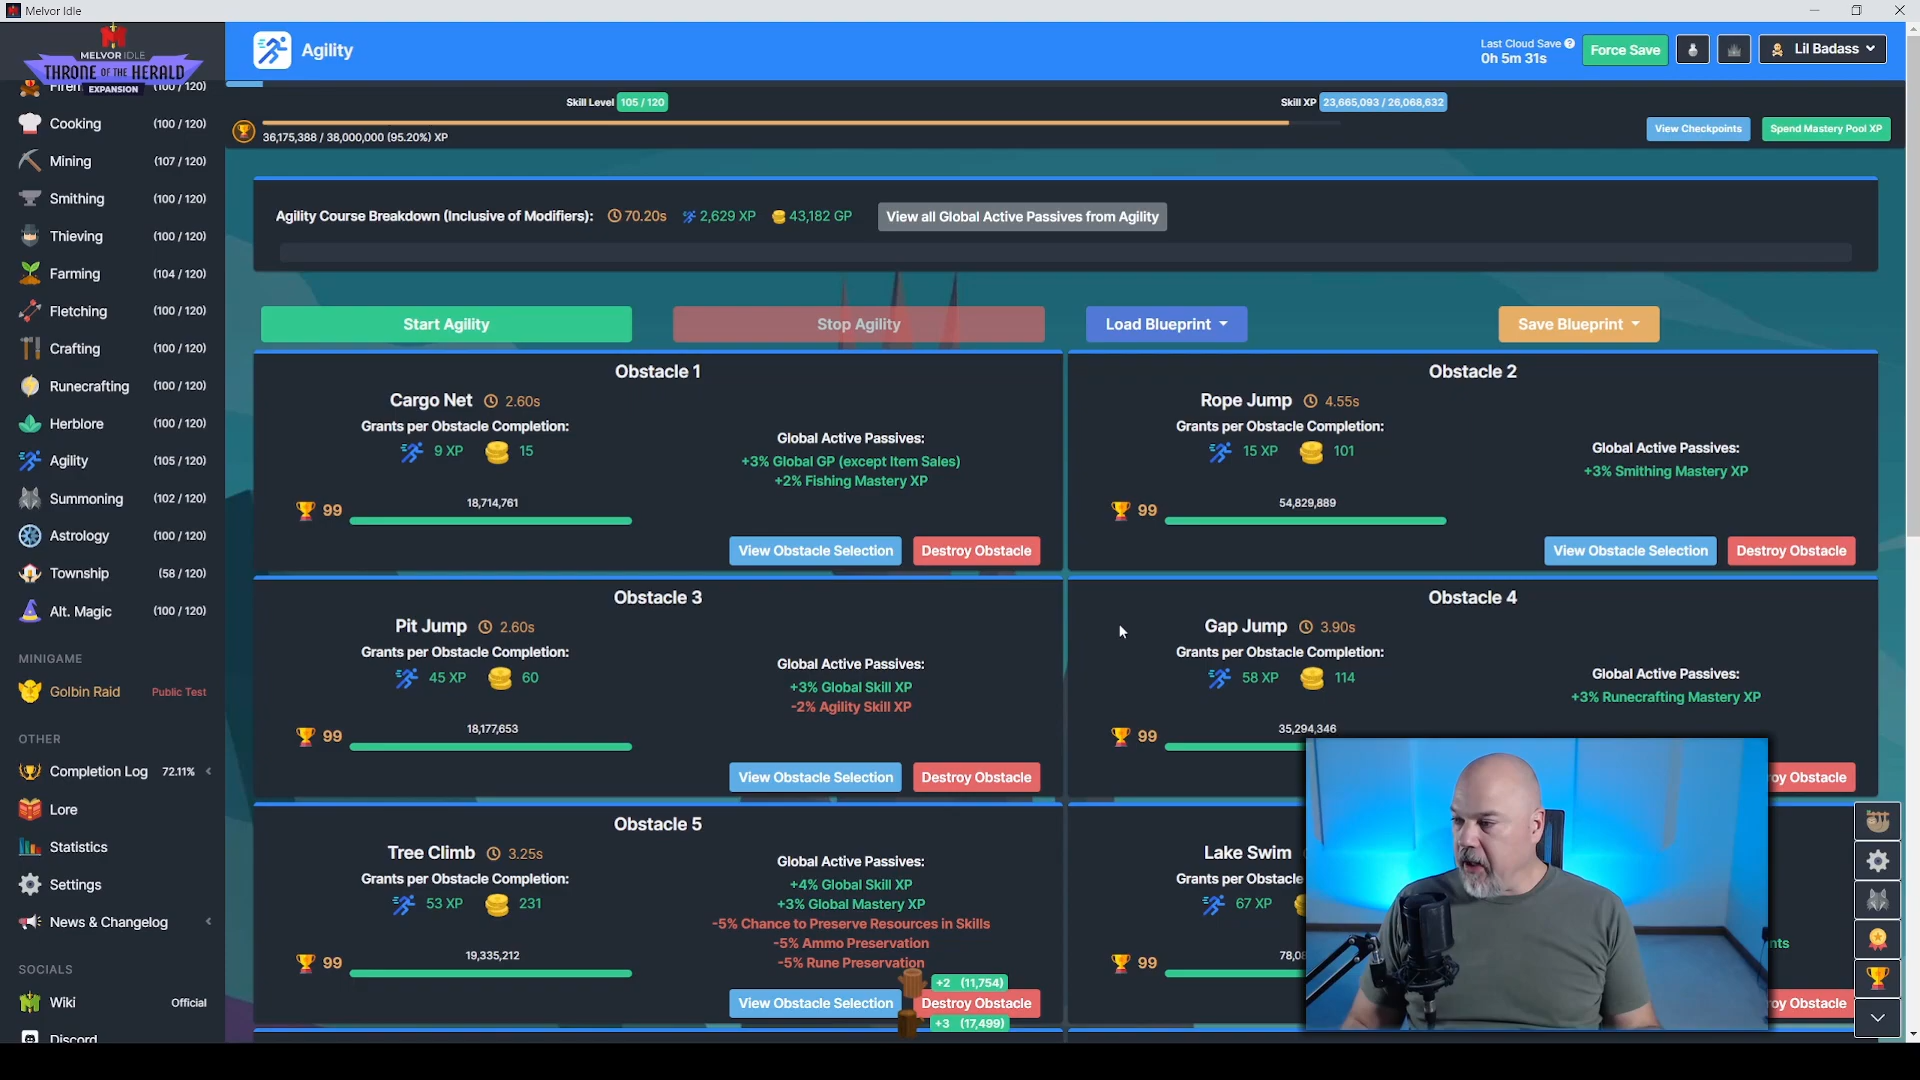 Melvor Idle
MELVOR IDLE
THRONE OF THE HERALD
EXPANSION
Agility
Last Cloud Save
0h 5m 31s
Force Save
Lil Badass
(100 / 120)
Cooking (100 / 120)
Mining (107 / 120)
Smithing (100 / 120)
Thieving (100 / 120)
Farming (104 / 120)
Fletching (100 / 120)
Crafting (100 / 120)
Runecrafting (100 / 120)
Herblore (100 / 120)
Agility (105 / 120)
Summoning (102 / 120)
Astrology (100 / 120)
Township (58 / 120)
Alt. Magic (100 / 120)
MINIGAME
Golbin Raid Public Test
OTHER
Completion Log 72.11%
Lore
Statistics
Settings
News & Changelog
SOCIALS
Wiki Official
Discord
Skill Level 105 / 120
Skill XP 23,665,093 / 26,068,632
36,175,388 / 38,000,000 (95.20%) XP
View Checkpoints
Spend Mastery Pool XP
Agility Course Breakdown (Inclusive of Modifiers): 70.20s 2,629 XP 43,182 GP
View all Global Active Passives from Agility
Start Agility
Stop Agility
Load Blueprint
Save Blueprint
Obstacle 1
Cargo Net 2.60s
Grants per Obstacle Completion:
9 XP 15
Global Active Passives:
+3% Global GP (except Item Sales)
+2% Fishing Mastery XP
99
18,714,761
View Obstacle Selection
Destroy Obstacle
Obstacle 2
Rope Jump 4.55s
Grants per Obstacle Completion:
15 XP 101
Global Active Passives:
+3% Smithing Mastery XP
99
54,829,889
View Obstacle Selection
Destroy Obstacle
Obstacle 3
Pit Jump 2.60s
Grants per Obstacle Completion:
45 XP 60
Global Active Passives:
+3% Global Skill XP
-2% Agility Skill XP
99
18,177,653
View Obstacle Selection
Destroy Obstacle
Obstacle 4
Gap Jump 3.90s
Grants per Obstacle Completion:
58 XP 114
Global Active Passives:
+3% Runecrafting Mastery XP
99
35,294,346
oy Obstacle
Obstacle 5
Tree Climb 3.25s
Grants per Obstacle Completion:
53 XP 231
Global Active Passives:
+4% Global Skill XP
+3% Global Mastery XP
-5% Chance to Preserve Resources in Skills
-5% Ammo Preservation
-5% Rune Preservation
99
19,335,212
View Obstacle Selection
Destroy Obstacle
+2 (11,754)
+3 (17,499)
Lake Swim
Grants per Obstacle
67 XP
99
78,08
nts
oy Obstacle